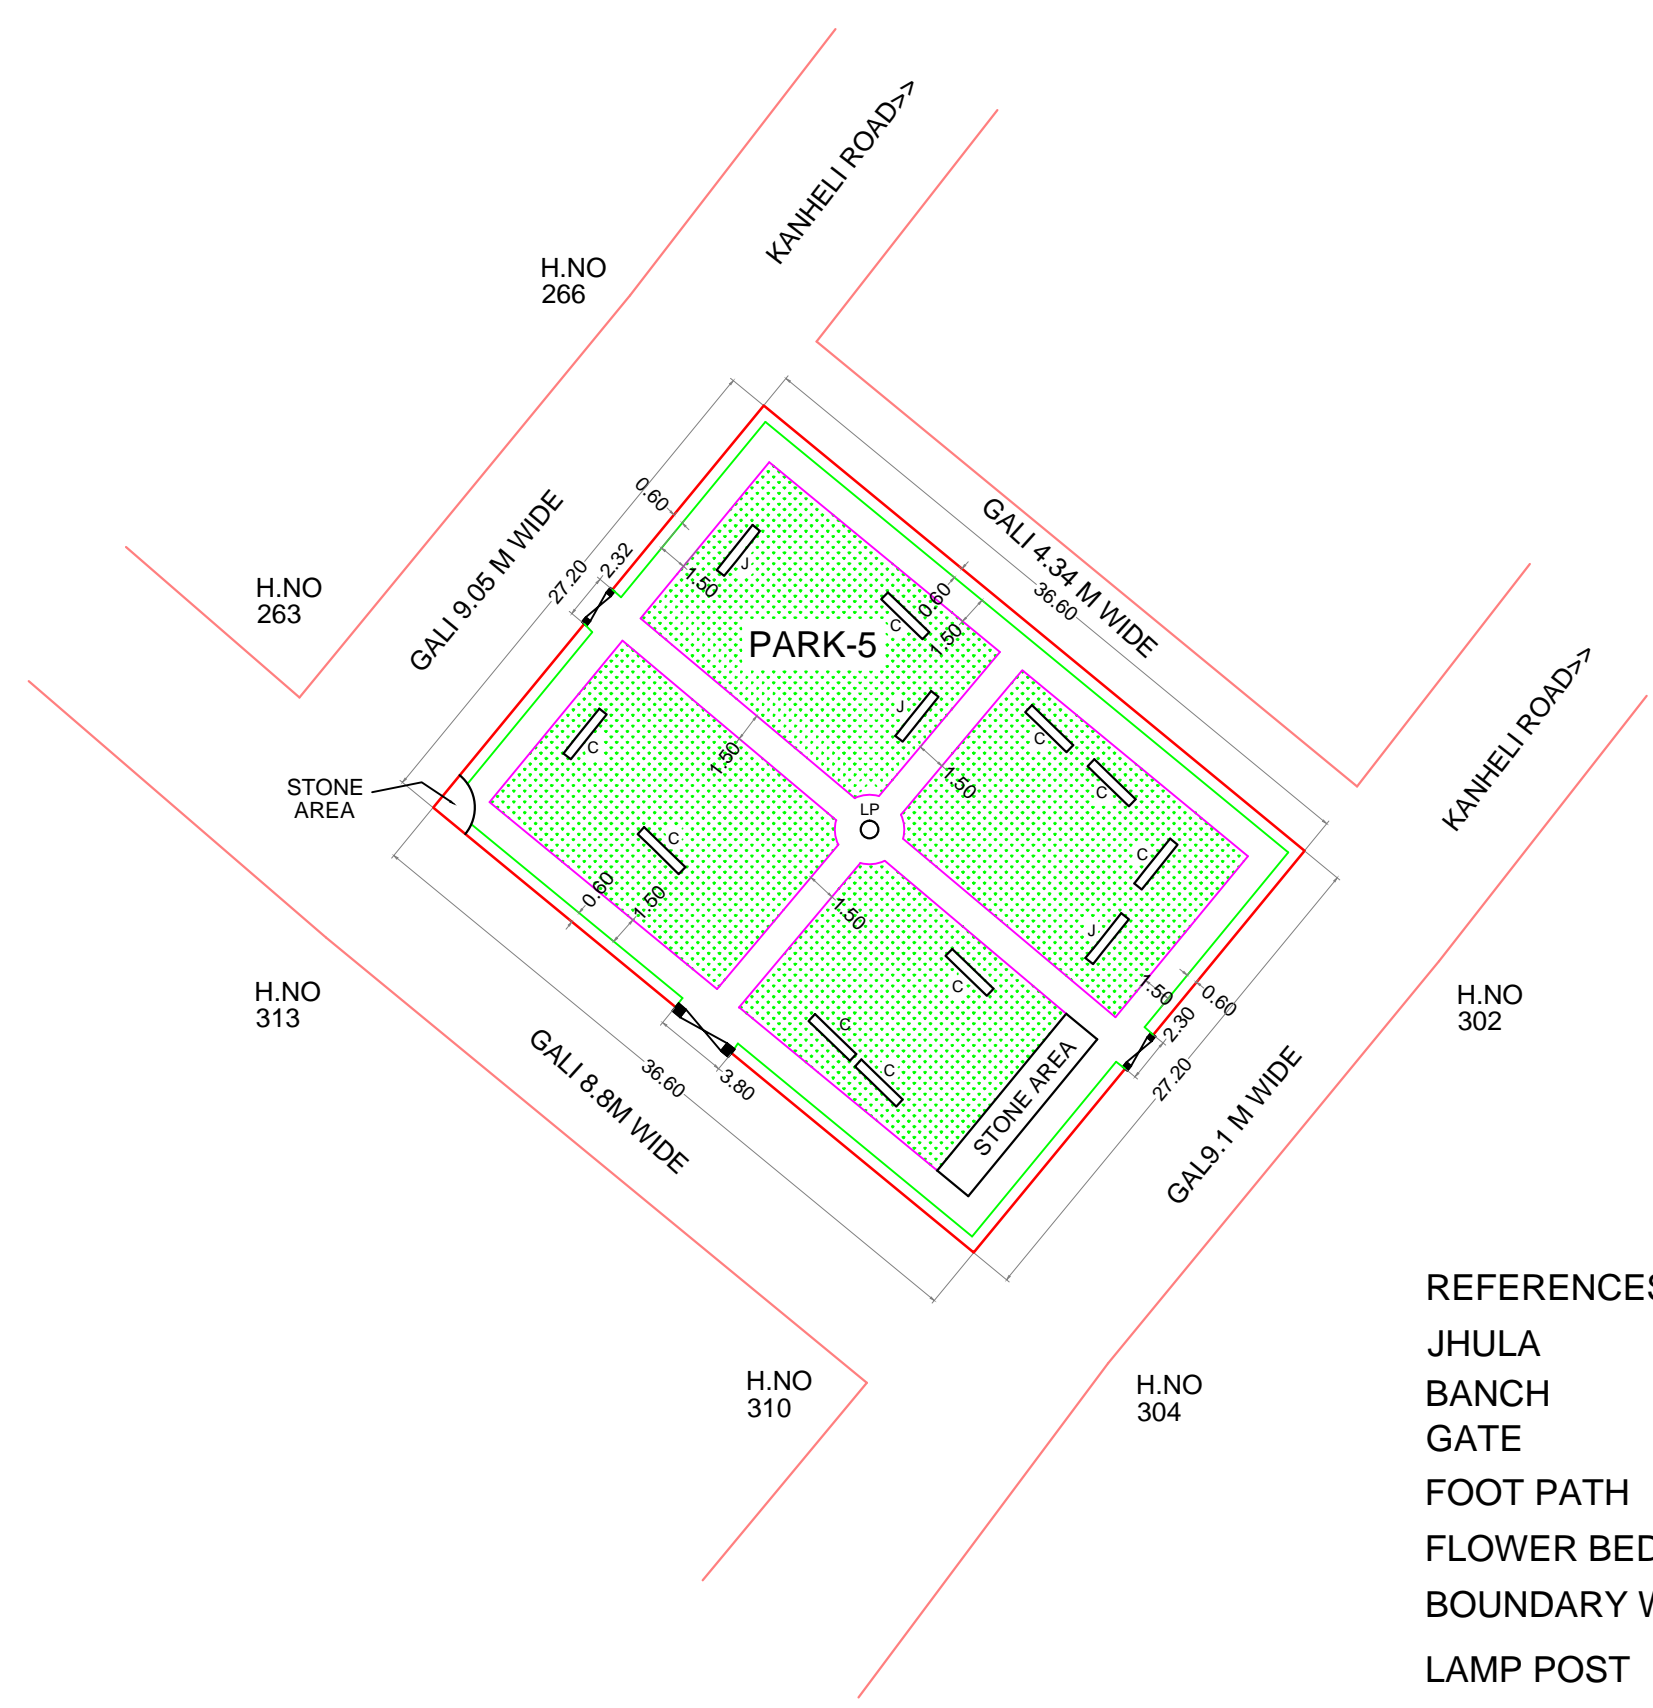 KANHELI ROAD>>
H.NO
266
GALI 9.05 M WIDE
GALI 4.34 M WIDE
36.60
0.60
2.32
27.20
1.50
J
C
0.60
1.50
PARK-5
H.NO
263
J
C
C
KANHELI ROAD>>
C
1.50
1.50
STONE
AREA
LP
C
C
0.60
1.50
1.50
J
C
1.50
0.60
2.30
27.20
H.NO
313
H.NO
302
C
C
STONE AREA
GALI 8.8M WIDE
36.60
3.80
GAL9.1 M WIDE
H.NO
310
H.NO
304
REFERENCES
JHULA
BANCH
GATE
FOOT PATH
FLOWER BED
BOUNDARY W
LAMP POST